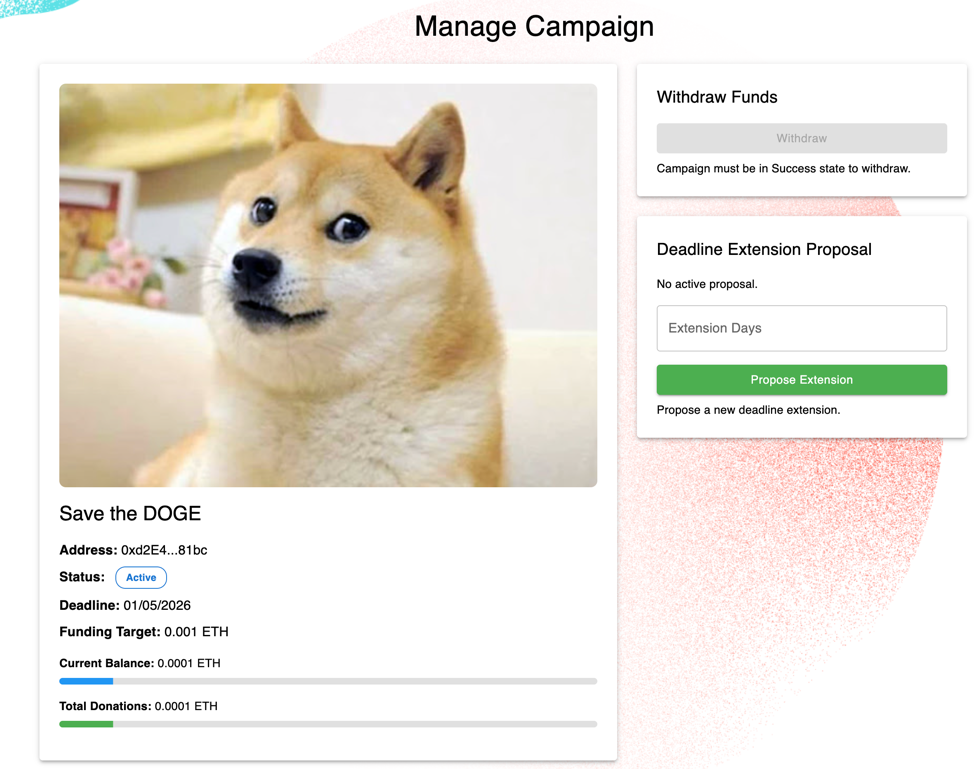 Manage Campaign
Save the DOGE
Address: 0xd2E4...81bc
Status: Active
Deadline: 01/05/2026
Funding Target: 0.001 ETH
Current Balance: 0.0001 ETH
Total Donations: 0.0001 ETH
Withdraw Funds
Withdraw
Campaign must be in Success state to withdraw.
Deadline Extension Proposal
No active proposal.
Extension Days
Propose Extension
Propose a new deadline extension.